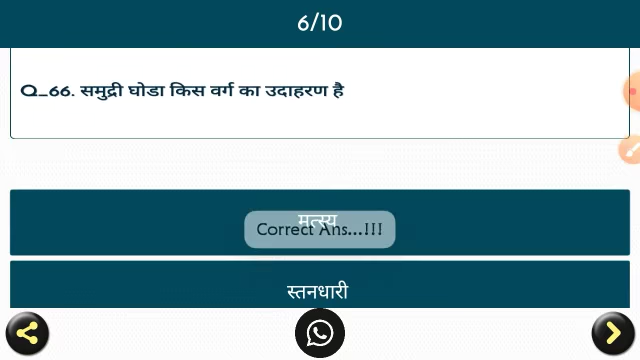 6/10
Q_66. समुद्री घोडा किस वर्ग का उदाहरण है
मत्स्य
Correct Ans...!!!
स्तनधारी